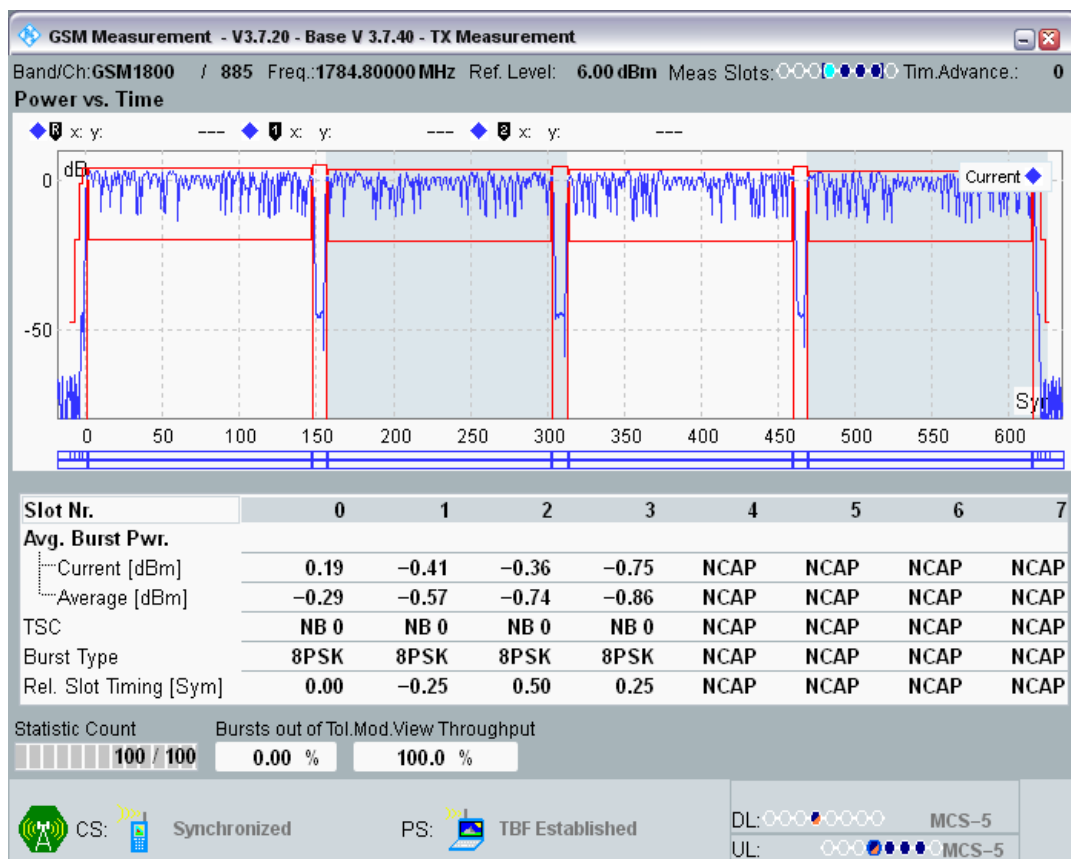 GSM Measurement - V3.7.20 - Base V 3.7.40 - TX Measurement
Band/Ch:GSM1800 / 885 Freq.:1784.80000 MHz Ref. Level: 6.00 dBm Meas Slots: Tim.Advance.: 0
Power vs. Time
R x: y: --- 1 x: y: --- 2 x: y: ---
dB
Current
0
-50
Sym
0 50 100 150 200 250 300 350 400 450 500 550 600
Slot Nr. 0 1 2 3 4 5 6 7
Avg. Burst Pwr.
Current [dBm] 0.19 −0.41 −0.36 −0.75 NCAP NCAP NCAP NCAP
Average [dBm] −0.29 −0.57 −0.74 −0.86 NCAP NCAP NCAP NCAP
TSC NB 0 NB 0 NB 0 NB 0 NCAP NCAP NCAP NCAP
Burst Type 8PSK 8PSK 8PSK 8PSK NCAP NCAP NCAP NCAP
Rel. Slot Timing [Sym] 0.00 −0.25 0.50 0.25 NCAP NCAP NCAP NCAP
Statistic Count Bursts out of Tol. Mod.View Throughput
100 / 100 0.00 % 100.0 %
CS: Synchronized PS: TBF Established
DL: MCS−5
UL: MCS−5